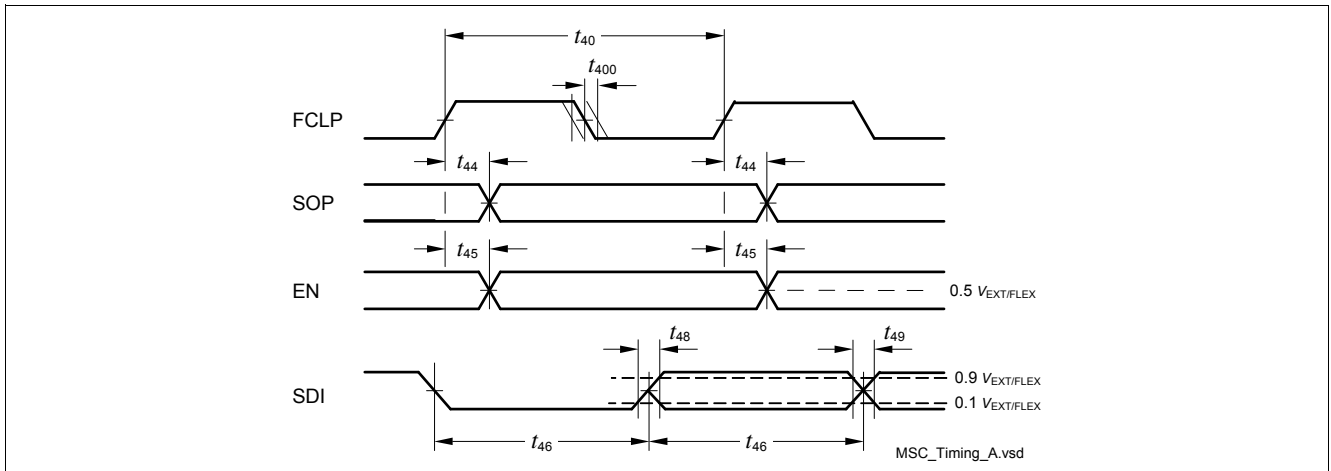 t40
t400
FCLP
t44 t44
SOP
t45 t45
EN
0.5 VEXT/FLEX
t48 t49
0.9 VEXT/FLEX
SDI
0.1 VEXT/FLEX
t46 t46
MSC_Timing_A.vsd